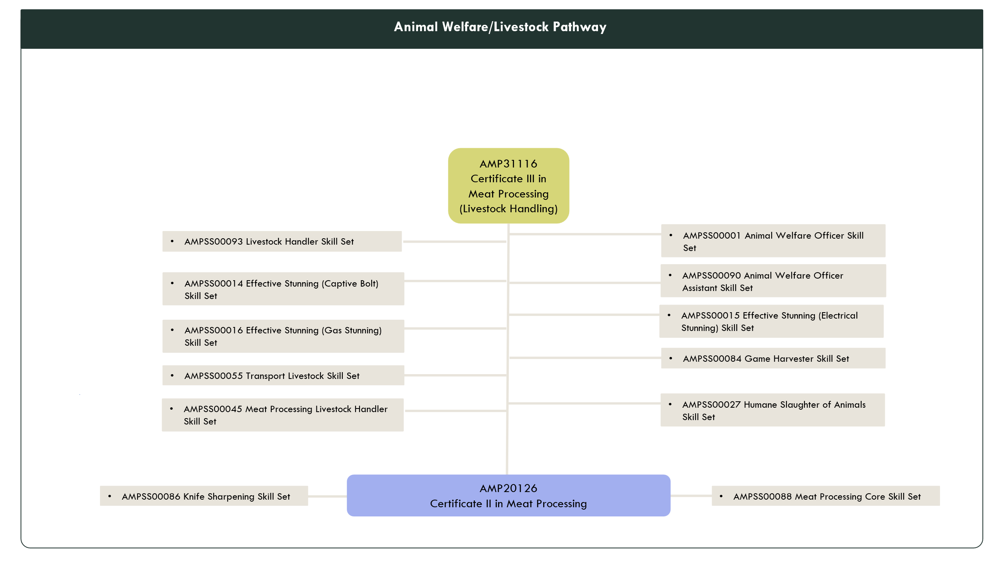 Animal Welfare/Livestock Pathway
AMP31116
Certificate III in
Meat Processing
(Livestock Handling)
• AMPSS00093 Livestock Handler Skill Set
• AMPSS00014 Effective Stunning (Captive Bolt)
Skill Set
• AMPSS00016 Effective Stunning (Gas Stunning)
Skill Set
• AMPSS00055 Transport Livestock Skill Set
• AMPSS00045 Meat Processing Livestock Handler
Skill Set
• AMPSS00001 Animal Welfare Officer Skill
Set
• AMPSS00090 Animal Welfare Officer
Assistant Skill Set
• AMPSS00015 Effective Stunning (Electrical
Stunning) Skill Set
• AMPSS00084 Game Harvester Skill Set
• AMPSS00027 Humane Slaughter of Animals
Skill Set
• AMPSS00086 Knife Sharpening Skill Set
AMP20126
Certificate II in Meat Processing
• AMPSS00088 Meat Processing Core Skill Set